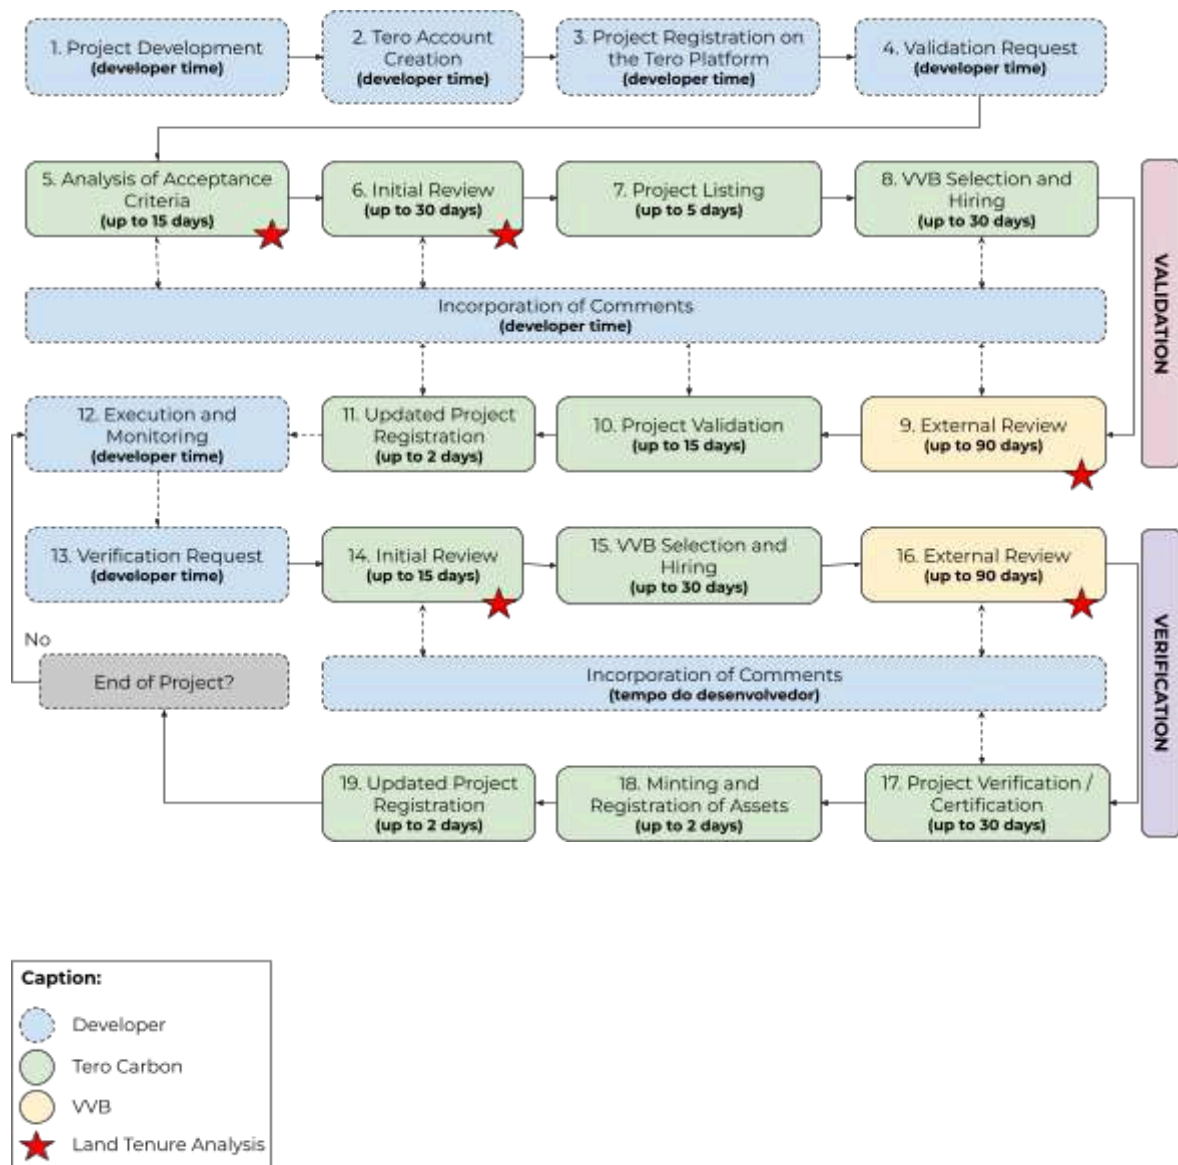 1. Project Development
(developer time)
2. Tero Account
Creation
(developer time)
3. Project Registration on
the Tero Platform
(developer time)
4. Validation Request
(developer time)
5. Analysis of Acceptance
Criteria
(up to 15 days)
6. Initial Review
(up to 30 days)
7. Project Listing
(up to 5 days)
8. VVB Selection and
Hiring
(up to 30 days)
VALIDATION
Incorporation of Comments
(developer time)
12. Execution and
Monitoring
(developer time)
11. Updated Project
Registration
(up to 2 days)
10. Project Validation
(up to 15 days)
9. External Review
(up to 90 days)
13. Verification Request
(developer time)
14. Initial Review
(up to 15 days)
15. VVB Selection and
Hiring
(up to 30 days)
16. External Review
(up to 90 days)
VERIFICATION
No
End of Project?
Incorporation of Comments
(tempo do desenvolvedor)
19. Updated Project
Registration
(up to 2 days)
18. Minting and
Registration of Assets
(up to 2 days)
17. Project Verification /
Certification
(up to 30 days)
Caption:
Developer
Tero Carbon
VVB
Land Tenure Analysis